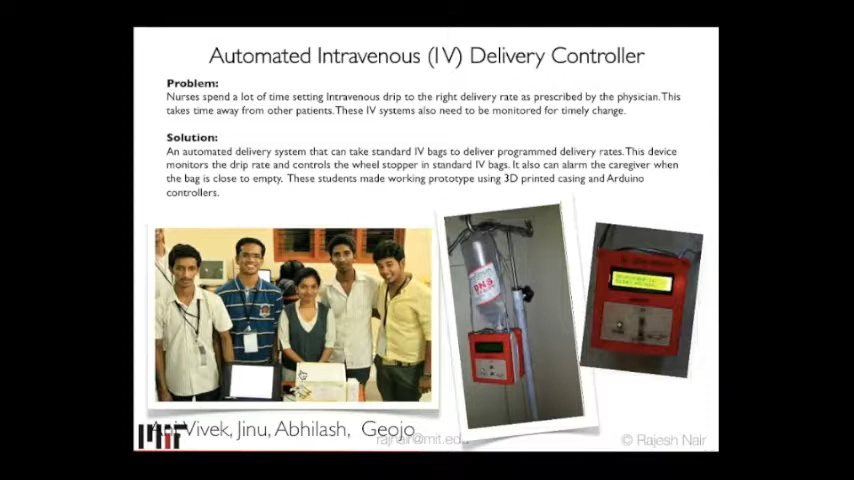 Automated Intravenous (IV) Delivery Controller
Problem:
Nurses spend a lot of time setting Intravenous drip to the right delivery rate as prescribed by the physician. This
takes time away from other patients. These IV systems also need to be monitored for timely change.
Solution:
An automated delivery system that can take standard IV bags to deliver programmed delivery rates. This device
monitors the drip rate and controls the wheel stopper in standard IV bags. It also can alarm the caregiver when
the bag is close to empty. These students made working prototype using 3D printed casing and Arduino
controllers.
DNS
Vivek, Jinu, Abhilash, Geojo
rajnair@mit.edu
© Rajesh Nair